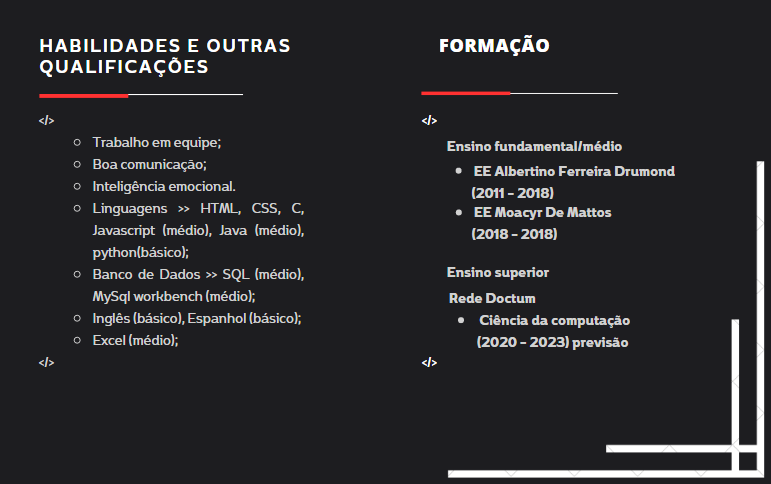 HABILIDADES E OUTRAS
QUALIFICAÇÕES
</>
Trabalho em equipe;
Boa comunicação;
Inteligência emocional.
Linguagens >> HTML, CSS, C,
Javascript (médio), Java (médio),
python(básico);
Banco de Dados >> SQL (médio),
MySql workbench (médio);
Inglês (básico), Espanhol (básico);
Excel (médio);
</>
FORMAÇÃO
</>
Ensino fundamental/médio
EE Albertino Ferreira Drumond
(2011 - 2018)
EE Moacyr De Mattos
(2018 - 2018)
Ensino superior
Rede Doctum
Ciência da computação
(2020 - 2023) previsão
</>